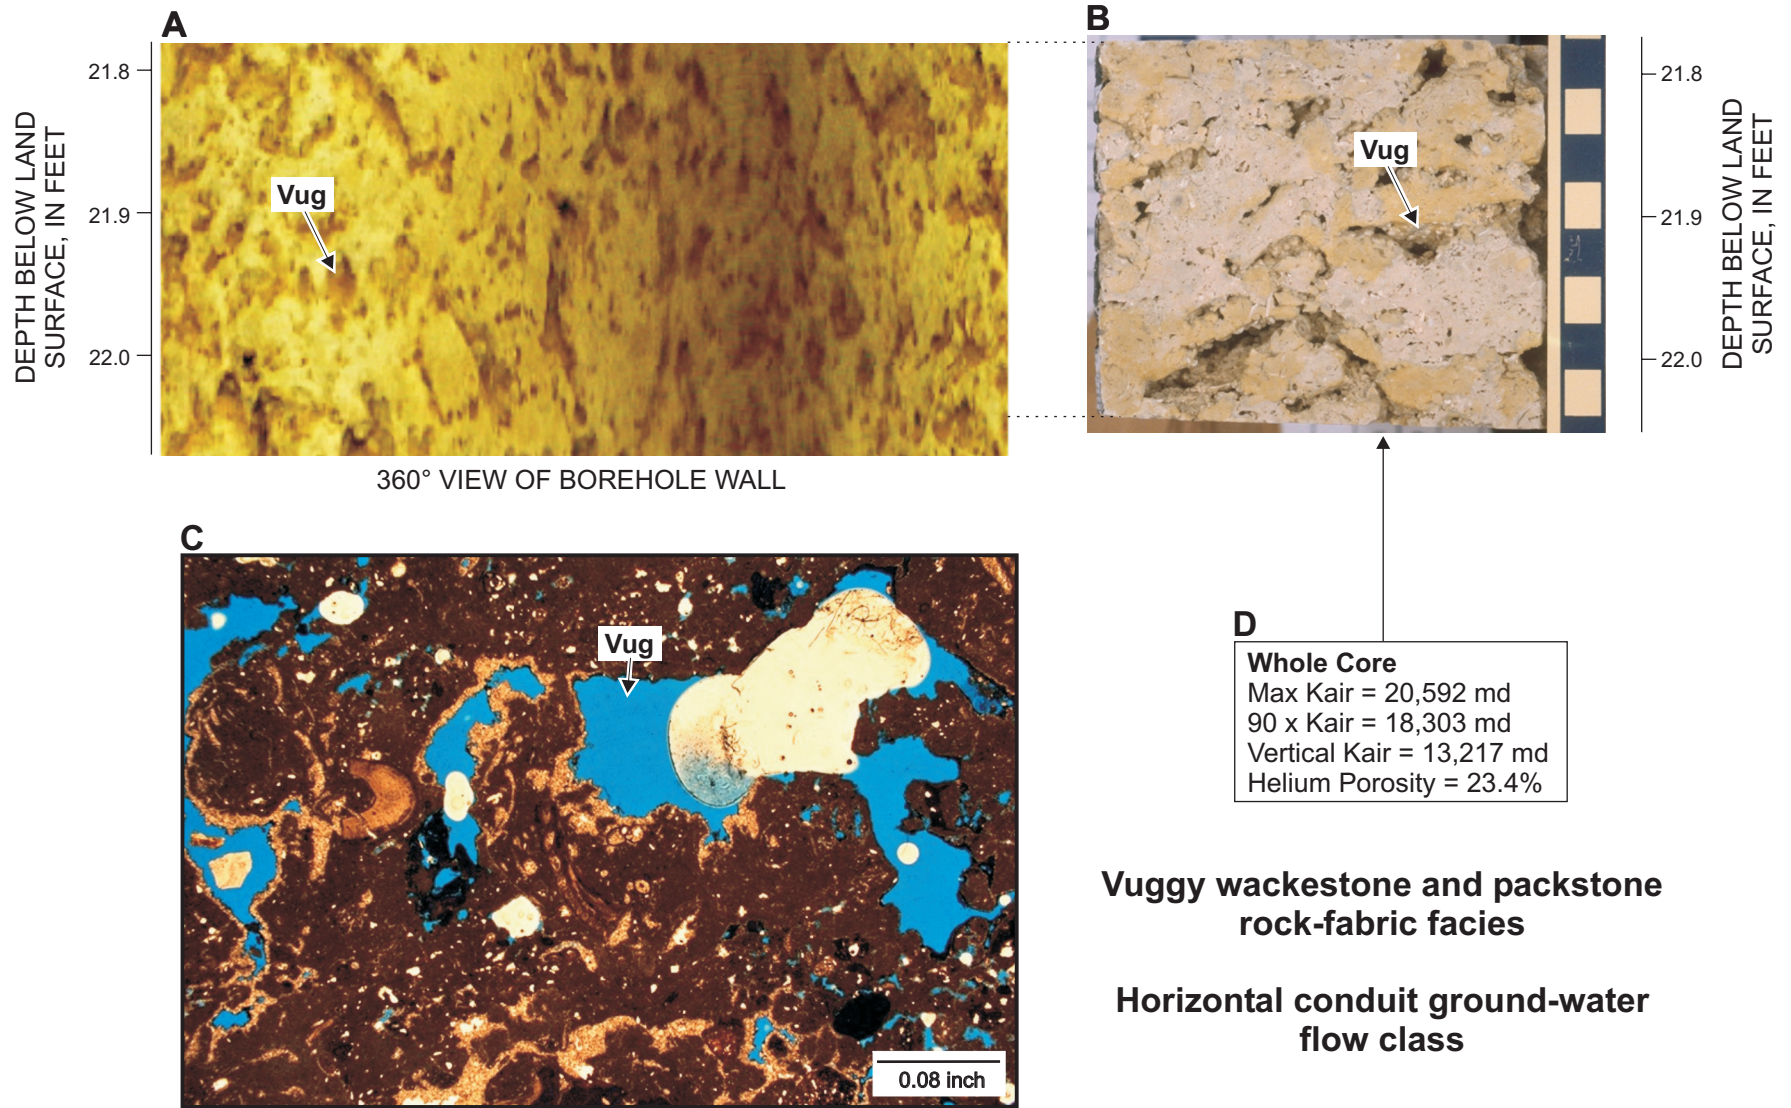 A
B
21.8
21.9
22.0
DEPTH BELOW LAND
SURFACE, IN FEET
Vug
360° VIEW OF BOREHOLE WALL
Vug
21.8
21.9
22.0
DEPTH BELOW LAND
SURFACE, IN FEET
C
Vug
0.08 inch
D
Whole Core
Max Kair = 20,592 md
90 x Kair = 18,303 md
Vertical Kair = 13,217 md
Helium Porosity = 23.4%
Vuggy wackestone and packstone
rock-fabric facies
Horizontal conduit ground-water
flow class